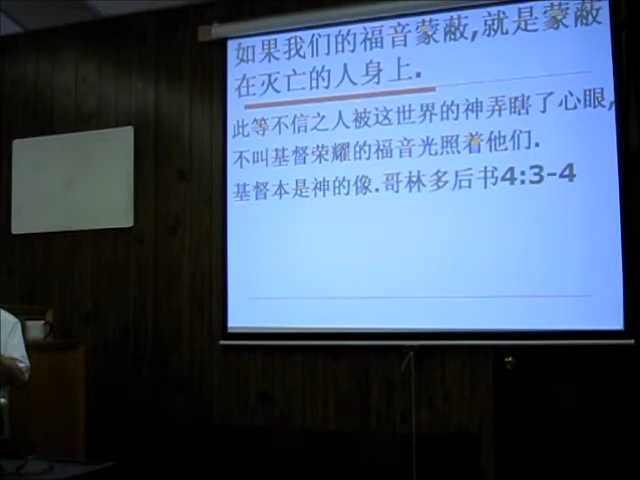 如果我们的福音蒙蔽,就是蒙蔽
在灭亡的人身上.
此等不信之人被这世界的神弄瞎了心眼,
不叫基督荣耀的福音光照着他们.
基督本是神的像.哥林多后书4:3-4